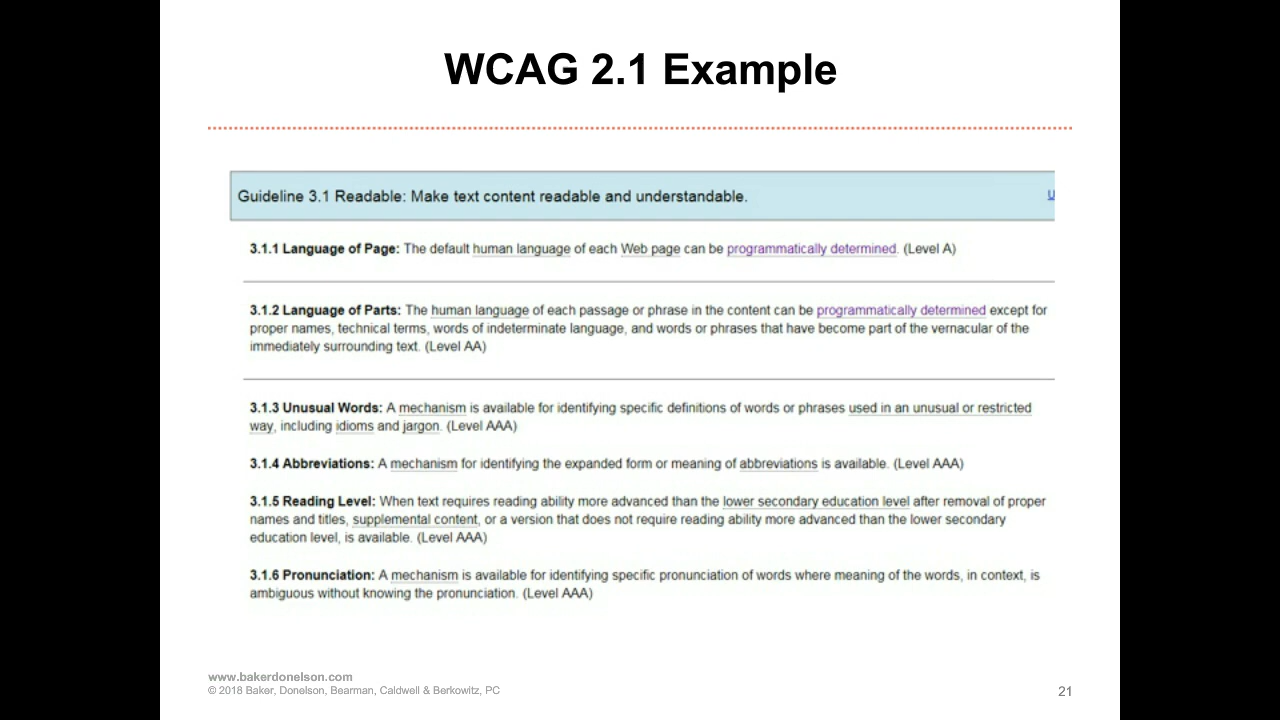 WCAG 2.1 Example
Guideline 3.1 Readable: Make text content readable and understandable.
U
3.1.1 Language of Page: The default human language of each Web page can be programmatically determined. (Level A)
3.1.2 Language of Parts: The human language of each passage or phrase in the content can be programmatically determined except for
proper names, technical terms, words of indeterminate language, and words or phrases that have become part of the vernacular of the
immediately surrounding text. (Level AA)
3.1.3 Unusual Words: A mechanism is available for identifying specific definitions of words or phrases used in an unusual or restricted
way, including idioms and jargon. (Level AAA)
3.1.4 Abbreviations: A mechanism for identifying the expanded form or meaning of abbreviations is available. (Level AAA)
3.1.5 Reading Level: When text requires reading ability more advanced than the lower secondary education level after removal of proper
names and titles, supplemental content, or a version that does not require reading ability more advanced than the lower secondary
education level, is available. (Level AAA)
3.1.6 Pronunciation: A mechanism is available for identifying specific pronunciation of words where meaning of the words, in context, is
ambiguous without knowing the pronunciation. (Level AAA)
www.bakerdonelson.com
© 2018 Baker, Donelson, Bearman, Caldwell & Berkowitz, PC
21